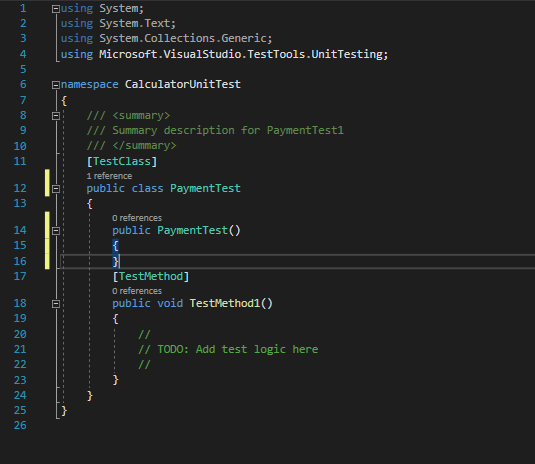 1 using System;
2 using System.Text;
3 using System.Collections.Generic;
4 using Microsoft.VisualStudio.TestTools.UnitTesting;
5
6 namespace CalculatorUnitTest
7 {
8 /// <summary>
9 /// Summary description for PaymentTest1
10 /// </summary>
11 [TestClass]
1 reference
12 public class PaymentTest
13 {
0 references
14 public PaymentTest()
15 {
16 }
17 [TestMethod]
0 references
18 public void TestMethod1()
19 {
20 //
21 // TODO: Add test logic here
22 //
23 }
24 }
25 }
26